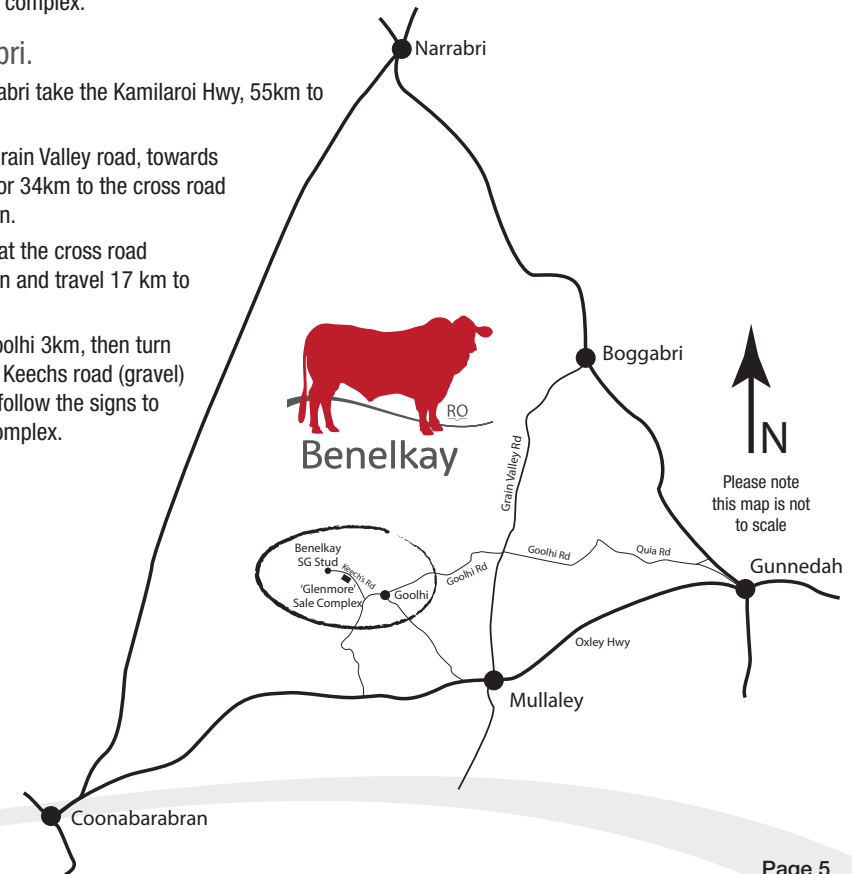 complex.
bri.
abri take the Kamilaroi Hwy, 55km to
rain Valley road, towards
or 34km to the cross road
n.
at the cross road
n and travel 17 km to
oolhi 3km, then turn
Keechs road (gravel)
follow the signs to
omplex.
Narrabri
RO
Benelkay
Boggabri
N
Please note
this map is not
to scale
Grain Valley Rd
Benelkay
SG Stud
Keech's Rd
'Glenmore'
Sale Complex
Goolhi
Goolhi Rd
Goolhi Rd
Quia Rd
Gunnedah
Oxley Hwy
Mullaley
Coonabarabran
Page 5